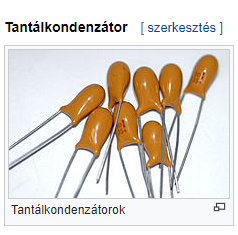 Tantálkondenzátor [ szerkesztés ]
Tantálkondenzátorok